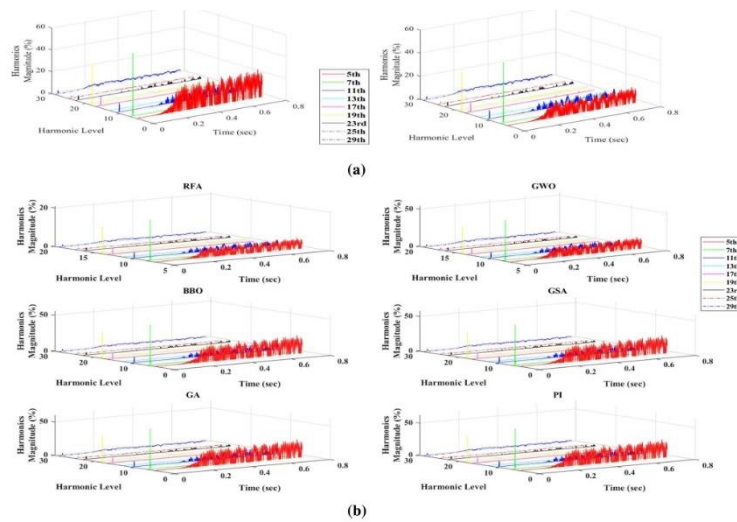 60
40
20
0
Harmonics
Magnitude (%)
30
20
10
0
Harmonic Level
0
0.2
0.4
0.6
0.8
Time (sec)
5th
7th
11th
13th
17th
19th
23rd
25th
29th
60
40
20
0
Harmonics
Magnitude (%)
30
20
10
0
Harmonic Level
0
0.2
0.4
0.6
0.8
Time (sec)
(a)
RFA
20
0
Harmonics
Magnitude (%)
20
15
10
5
Harmonic Level
0
0.2
0.4
0.6
0.8
Time (sec)
GWO
50
0
Harmonics
Magnitude (%)
20
15
10
5
Harmonic Level
0
0.2
0.4
0.6
0.8
Time (sec)
5th
7th
11t
13t
17t
19t
23r
25t
29t
BBO
50
0
Harmonics
Magnitude (%)
30
20
10
0
Harmonic Level
0
0.2
0.4
0.6
0.8
Time (sec)
GSA
50
0
Harmonics
Magnitude (%)
30
20
10
0
Harmonic Level
0
0.2
0.4
0.6
0.8
Time (sec)
GA
50
0
Harmonics
Magnitude (%)
30
20
10
0
Harmonic Level
0
0.2
0.4
0.6
0.8
Time (sec)
PI
50
0
Harmonics
Magnitude (%)
30
20
10
0
Harmonic Level
0
0.2
0.4
0.6
0.8
Time (sec)
(b)